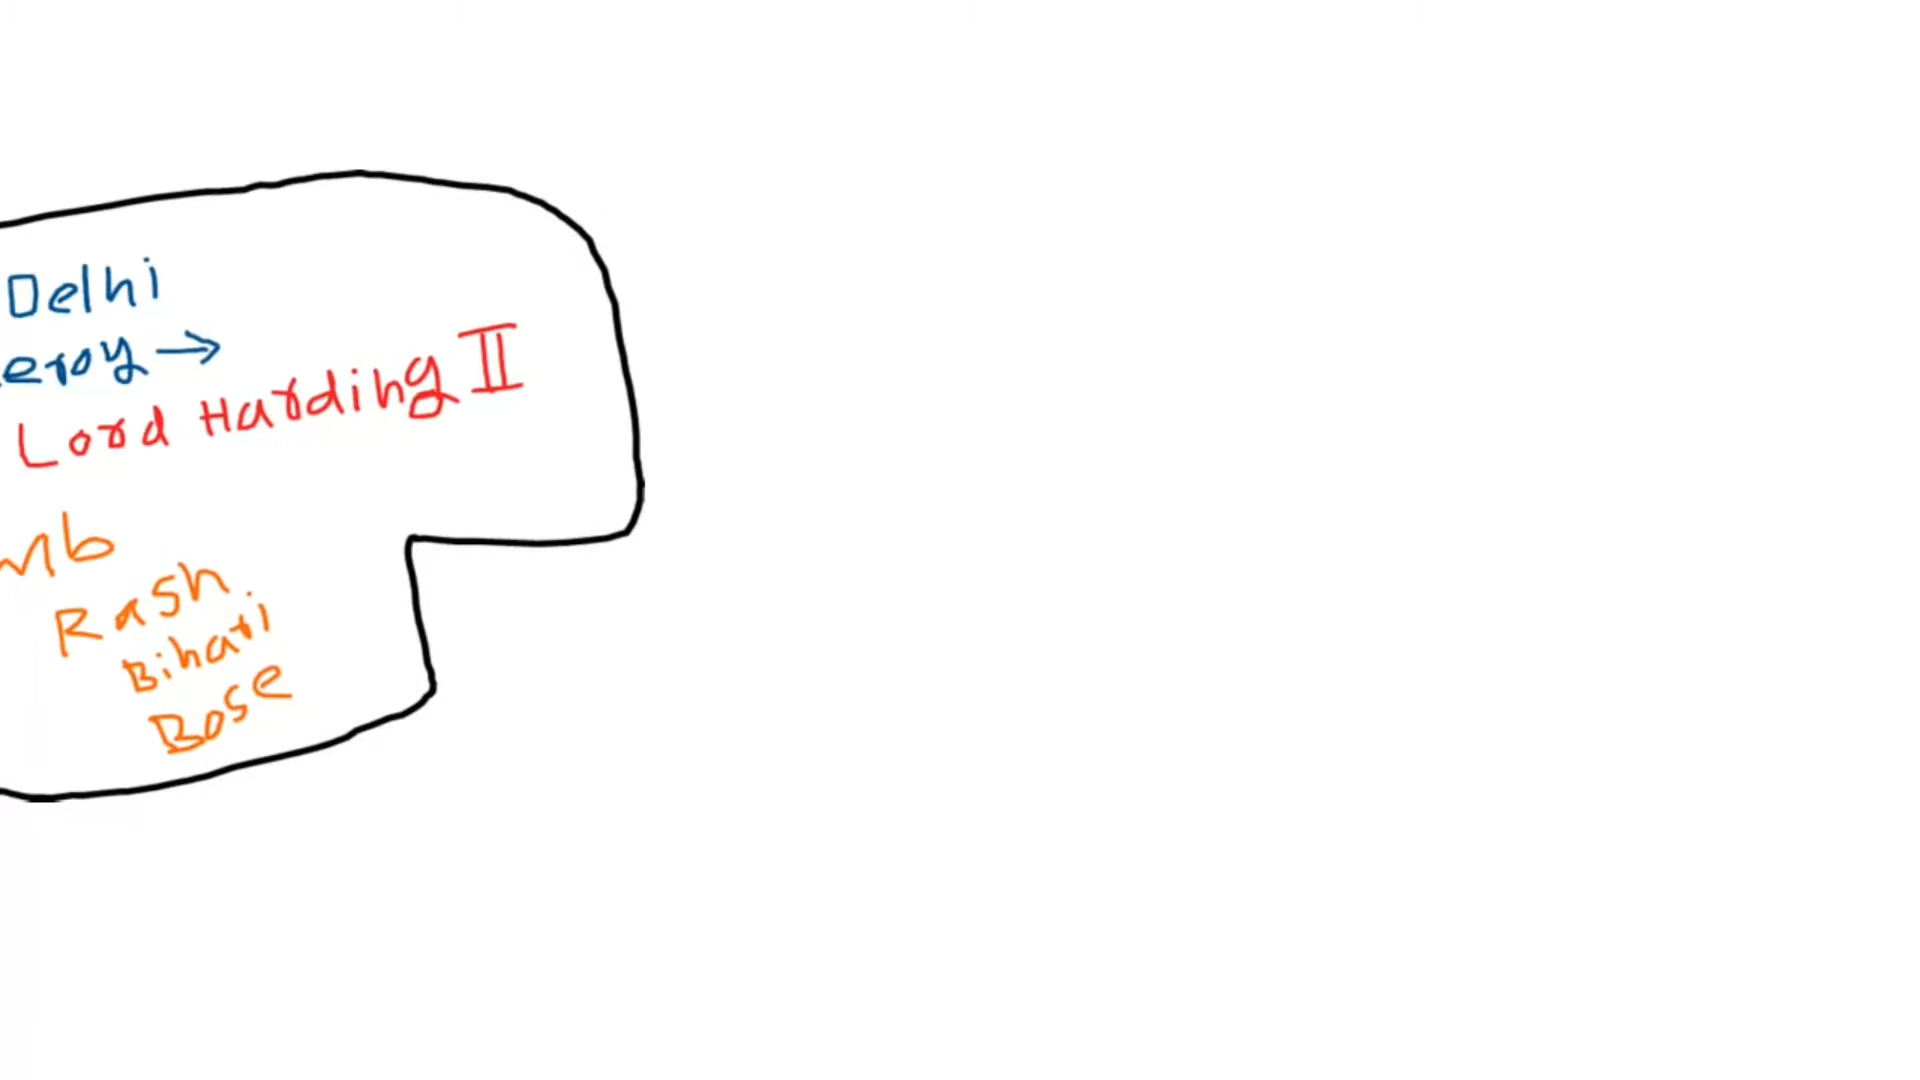 Delhi
eroy →
Lord Harding II
mb
Rash
Bihari
Bose